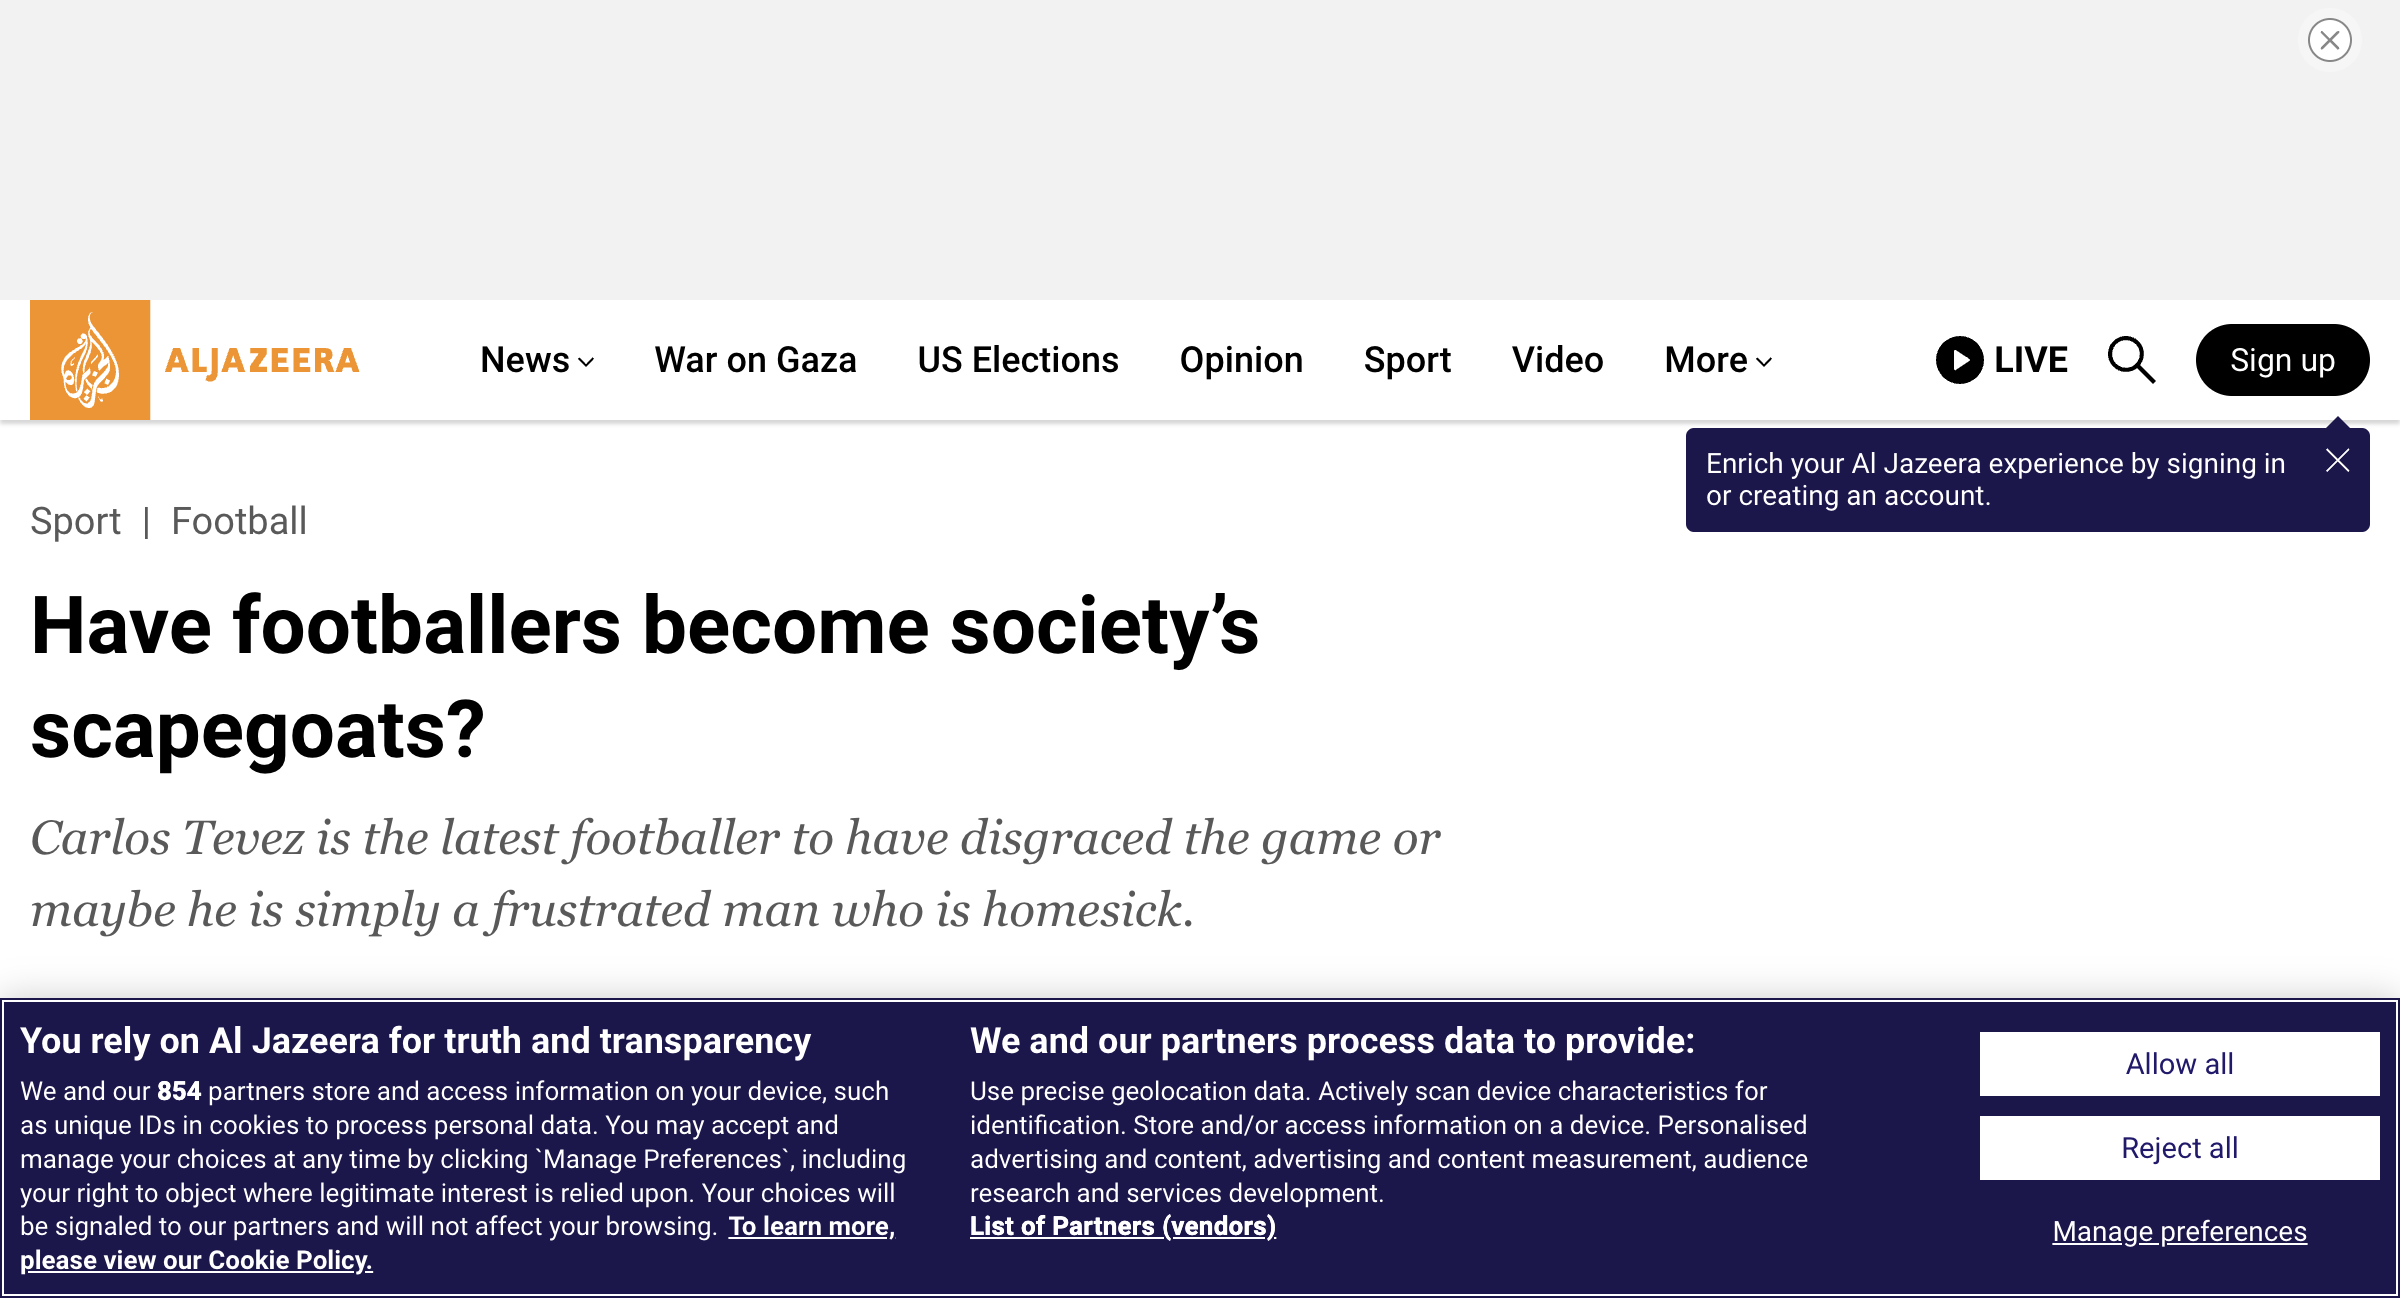 ALJAZEERA
News
War on Gaza
US Elections
Opinion
Sport
Video
More
LIVE
Sign up
Enrich your Al Jazeera experience by signing in
or creating an account.
Sport | Football
Have footballers become society’s
scapegoats?
Carlos Tevez is the latest footballer to have disgraced the game or
maybe he is simply a frustrated man who is homesick.
You rely on Al Jazeera for truth and transparency
We and our 854 partners store and access information on your device, such
as unique IDs in cookies to process personal data. You may accept and
manage your choices at any time by clicking `Manage Preferences`, including
your right to object where legitimate interest is relied upon. Your choices will
be signaled to our partners and will not affect your browsing. To learn more,
please view our Cookie Policy.
We and our partners process data to provide:
Use precise geolocation data. Actively scan device characteristics for
identification. Store and/or access information on a device. Personalised
advertising and content, advertising and content measurement, audience
research and services development.
List of Partners (vendors)
Allow all
Reject all
Manage preferences